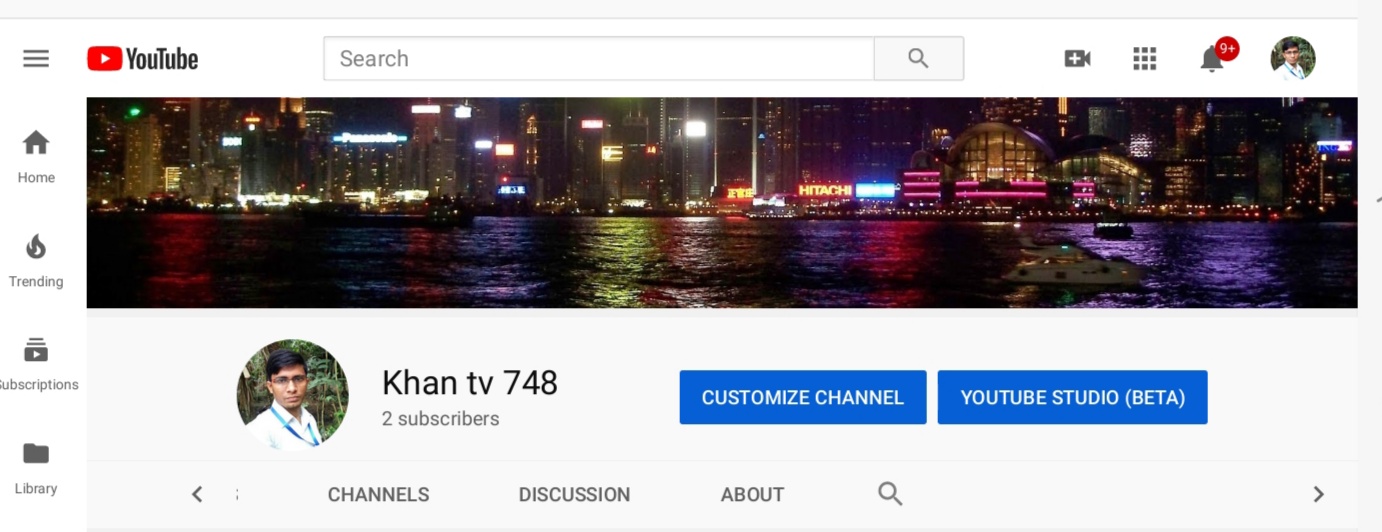 YouTube
Search
9+
Home
Panasonic
HITACHI
Trending
Subscriptions
Khan tv 748
2 subscribers
CUSTOMIZE CHANNEL
YOUTUBE STUDIO (BETA)
Library
CHANNELS
DISCUSSION
ABOUT